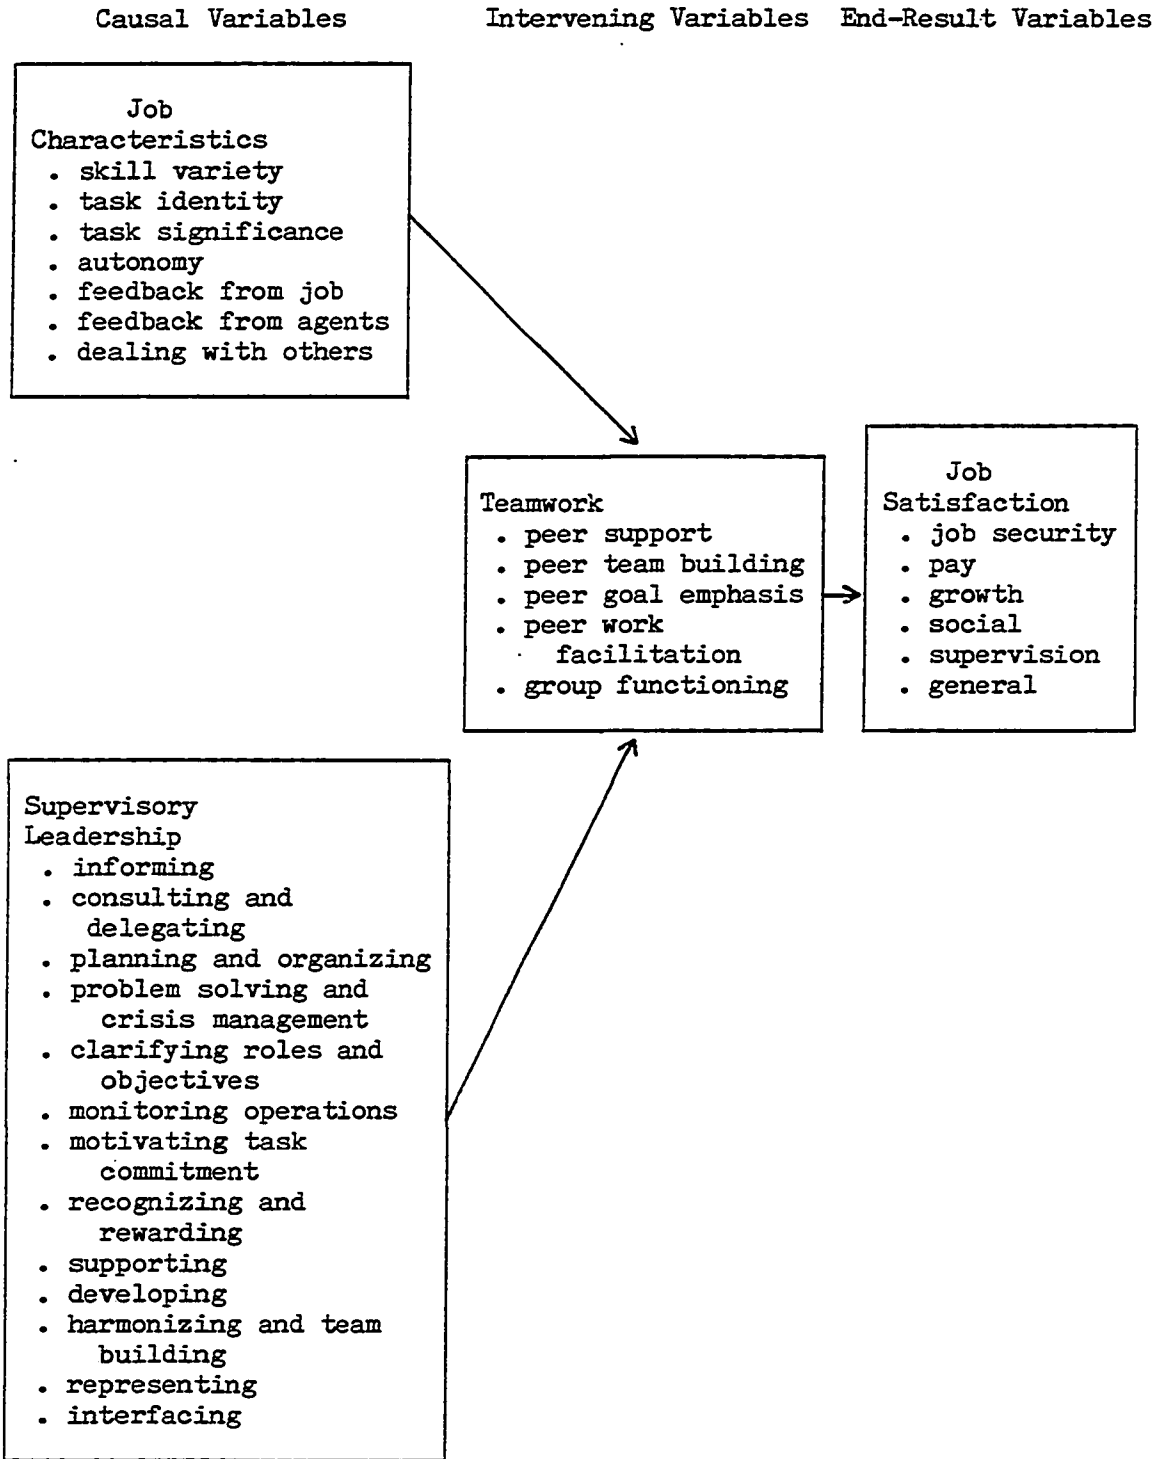 Causal Variables Intervening Variables End-Result Variables
Job
Characteristics
. skill variety
. task identity
. task significance
. autonomy
. feedback from job
. feedback from agents
. dealing with others
Teamwork
. peer support
. peer team building
. peer goal emphasis
. peer work
facilitation
. group functioning
Job
Satisfaction
. job security
. pay
. growth
. social
. supervision
. general
Supervisory
Leadership
. informing
. consulting and
delegating
. planning and organizing
. problem solving and
crisis management
. clarifying roles and
objectives
. monitoring operations
. motivating task
commitment
. recognizing and
rewarding
. supporting
. developing
. harmonizing and team
building
. representing
. interfacing